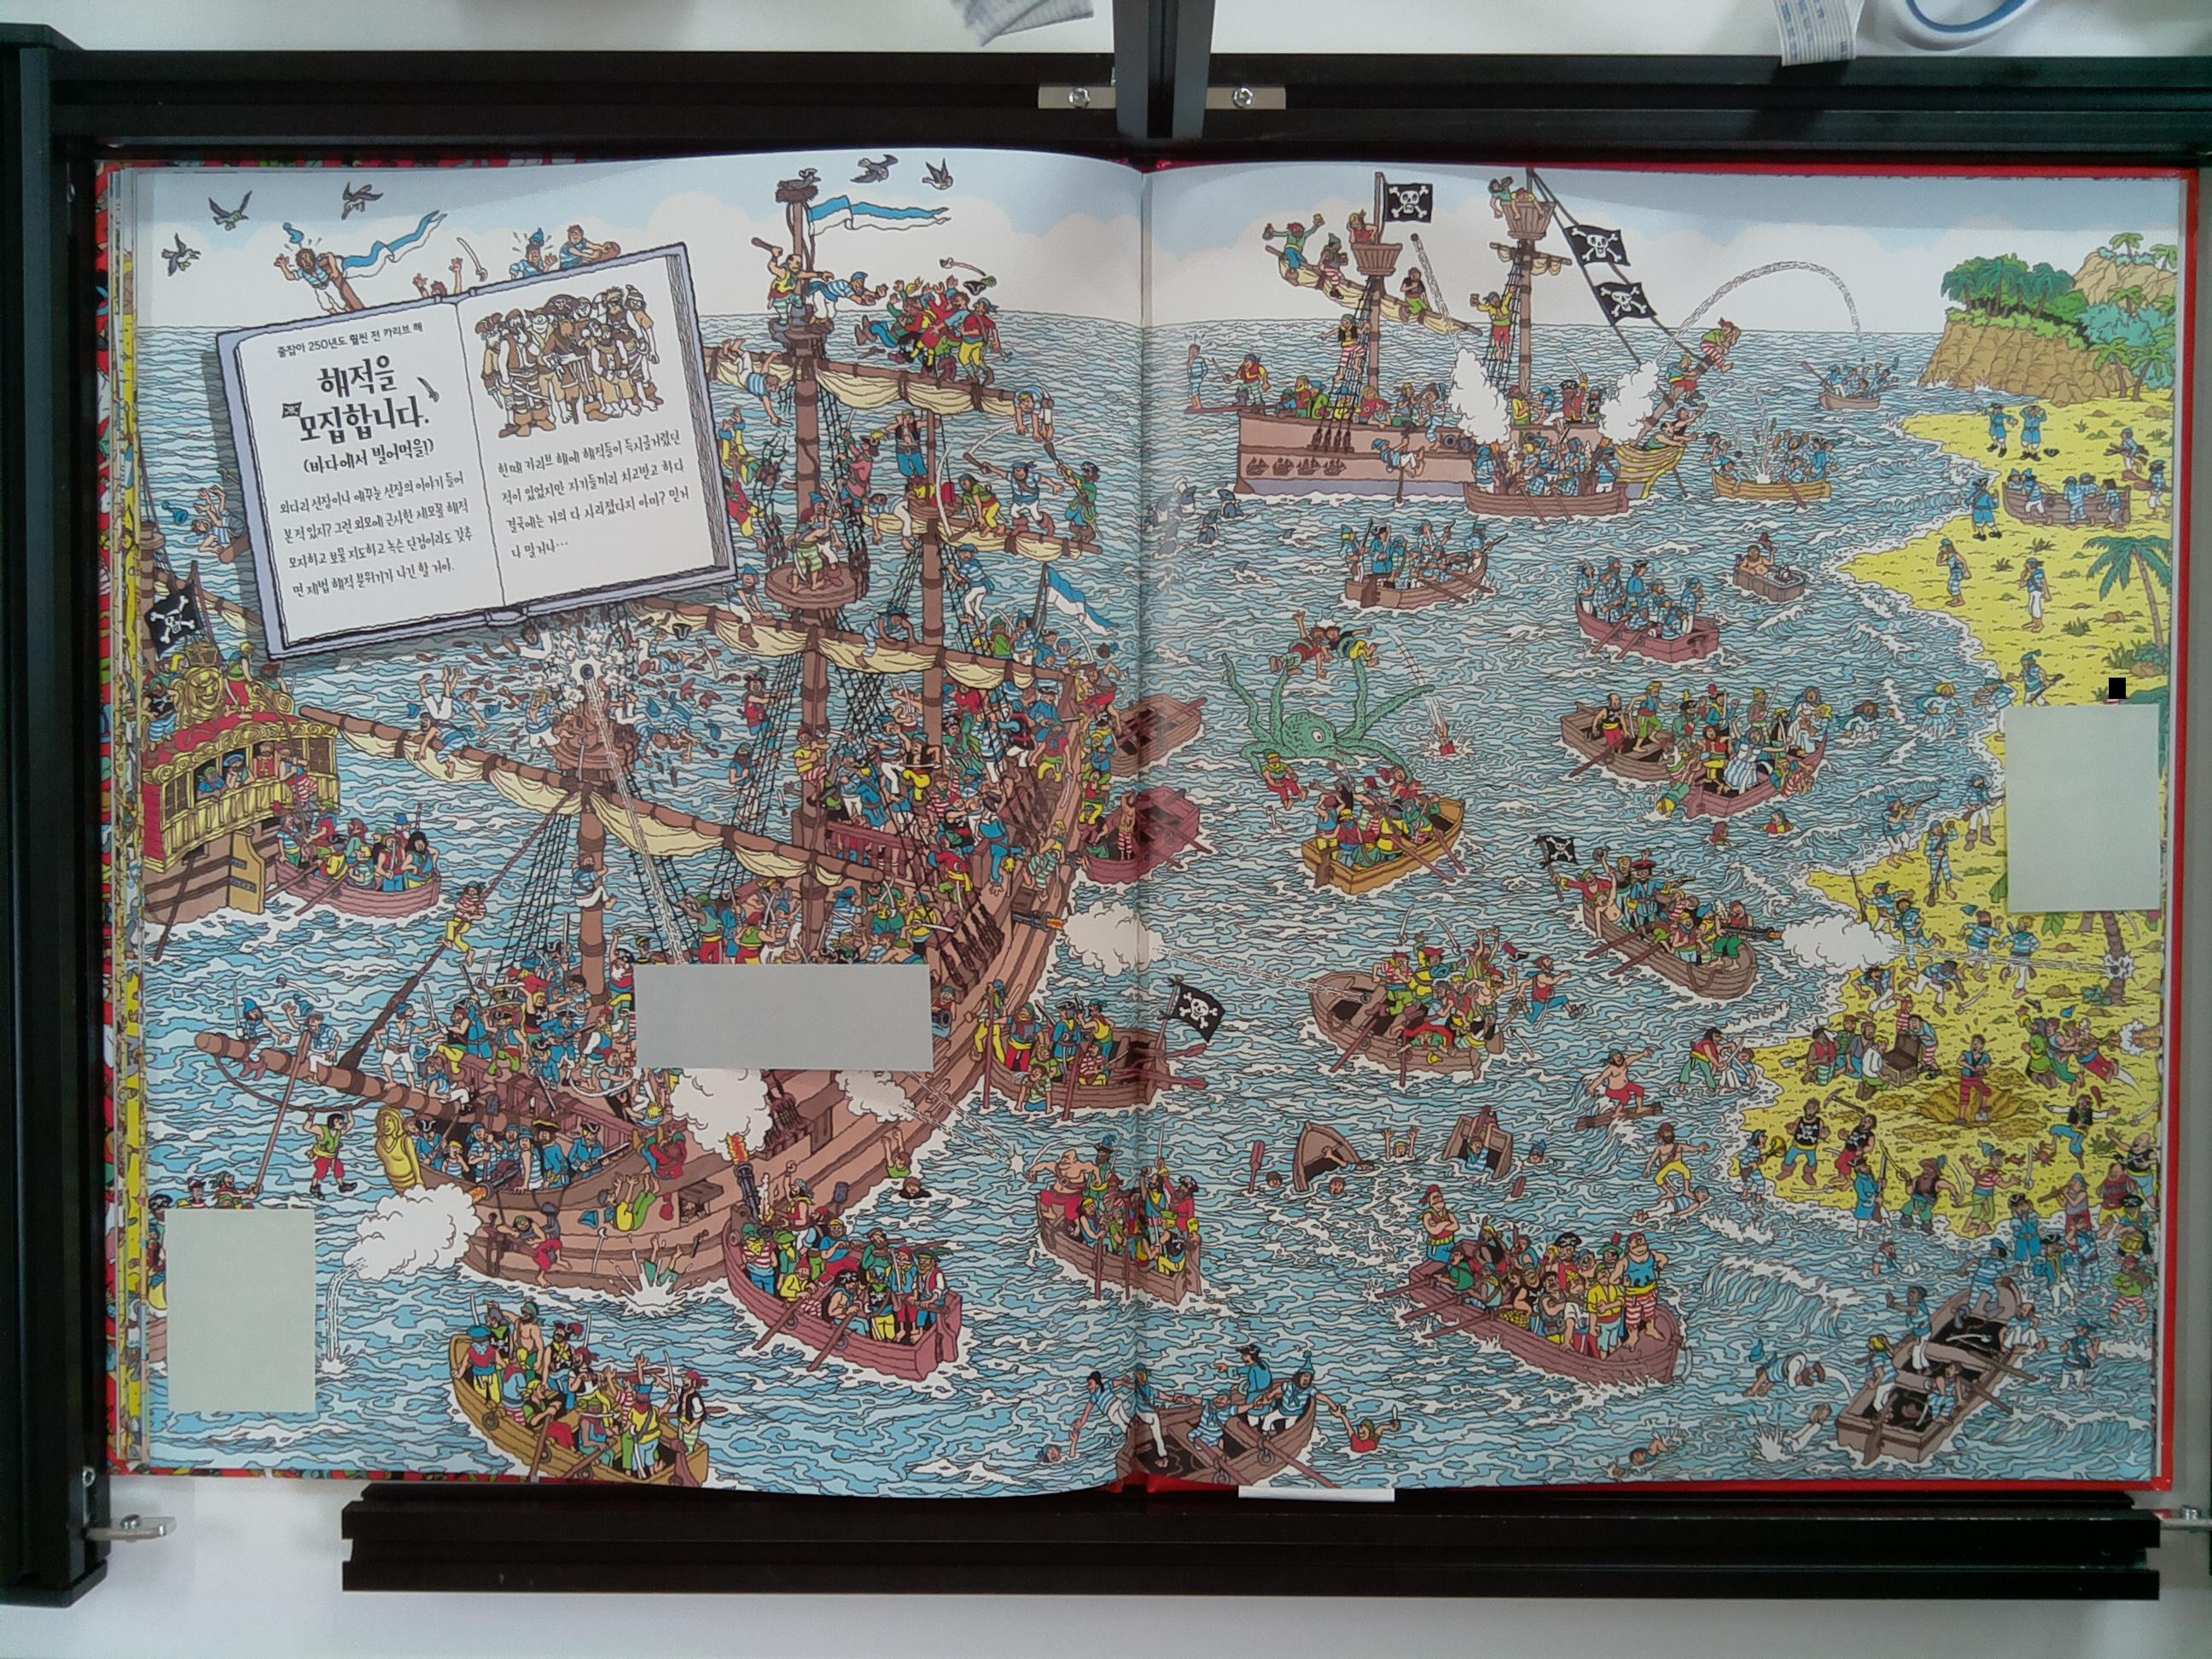 줄잡아 250년도 훨씬 전 카리브 해
해적을
모집합니다.
(바다에서 빌어먹을!)
외다리 선장이나 애꾸눈 선장의 이야기 들어
본 적 있지? 그런 외모에 근사한 세모꼴 해적
모자하고 보물 지도하고 녹슨 단검이라도 갖추
면 제법 해적 분위기가 나긴 할 거야.
한때 카리브 해에 해적들이 득시글거렸던
적이 있었지만 자기들끼리 치고받고 하다
결국에는 거의 다 사라졌다지 아마? 믿거
나 말거나…